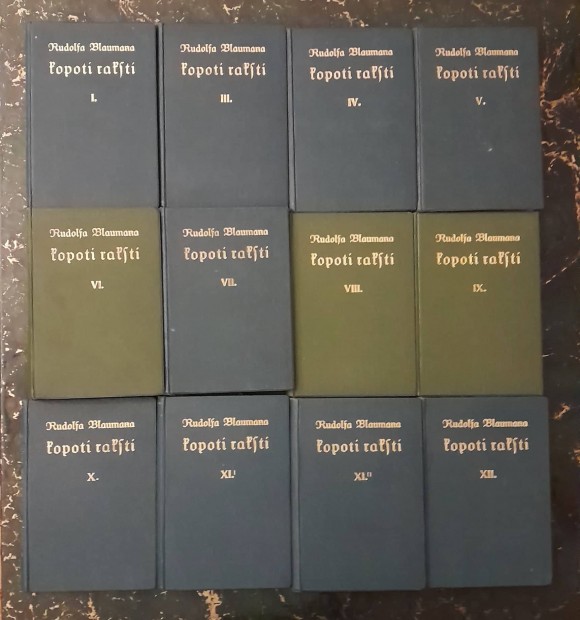 Rudolfa Blaumana
kopoti rakſti
I.
Rudolfa Blaumana
kopoti rakſti
III.
Rudolfa Blaumana
kopoti rakſti
IV.
Rudolfa Blaumana
kopoti rakſti
V.
Rudolfa Blaumana
kopoti rakſti
VI.
Rudolfa Blaumana
kopoti rakſti
VII.
Rudolfa Blaumana
kopoti rakſti
VIII.
Rudolfa Blaumana
kopoti rakſti
IX.
Rudolfa Blaumana
kopoti rakſti
X.
Rudolfa Blaumana
kopoti rakſti
XI.I
Rudolfa Blaumana
kopoti rakſti
XI.II
Rudolfa Blaumana
kopoti rakſti
XII.